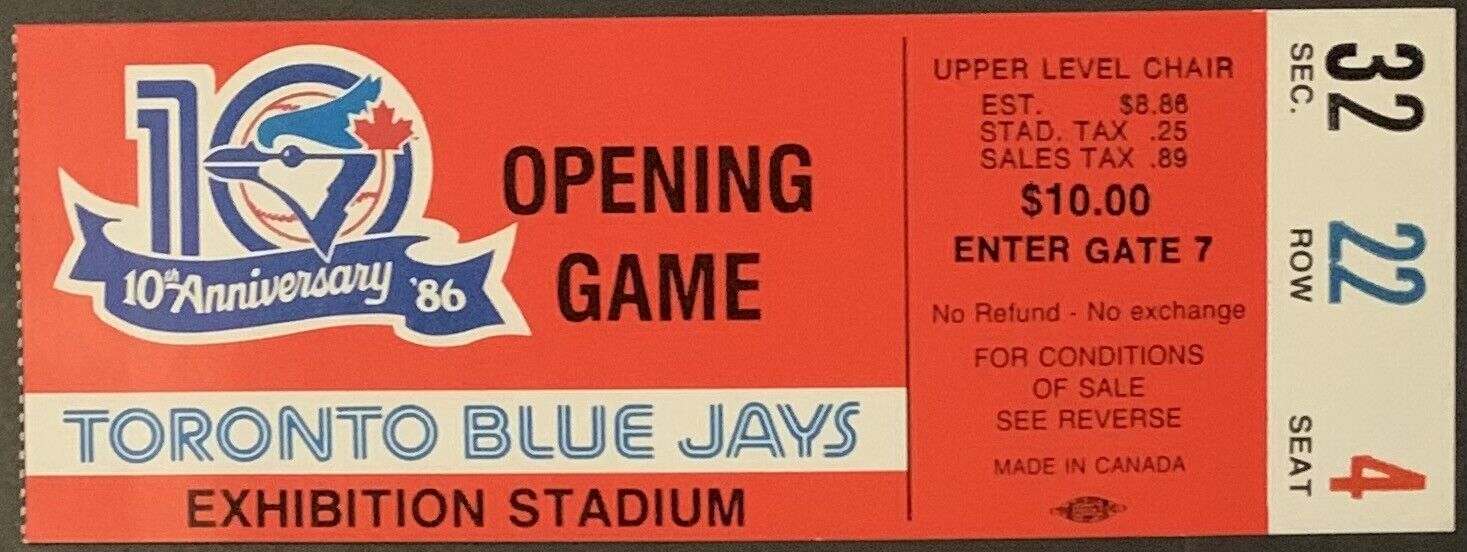 10
10th Anniversary '86
OPENING
GAME
TORONTO BLUE JAYS
EXHIBITION STADIUM
UPPER LEVEL CHAIR
EST. $8.86
STAD. TAX .25
SALES TAX .89
$10.00
ENTER GATE 7
No Refund - No exchange
FOR CONDITIONS
OF SALE
SEE REVERSE
MADE IN CANADA
SEC. 32
ROW 22
SEAT 4